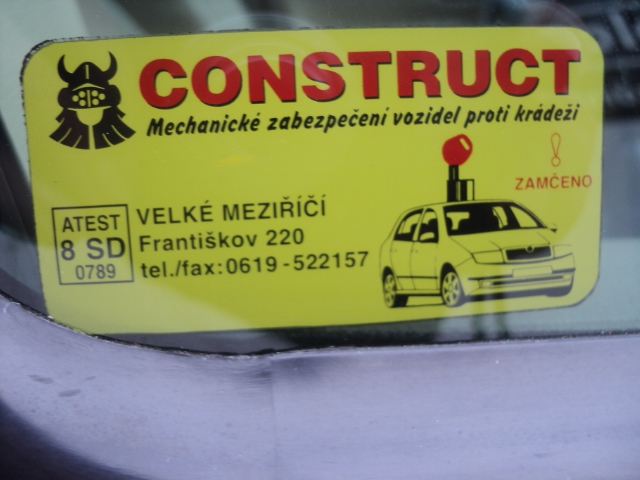 CONSTRUCT
Mechanické zabezpečení vozidel proti krádeži
!
ZAMČENO
ATEST
8 SD
0789
VELKÉ MEZIŘÍČÍ
Františkov 220
tel./fax:0619-522157